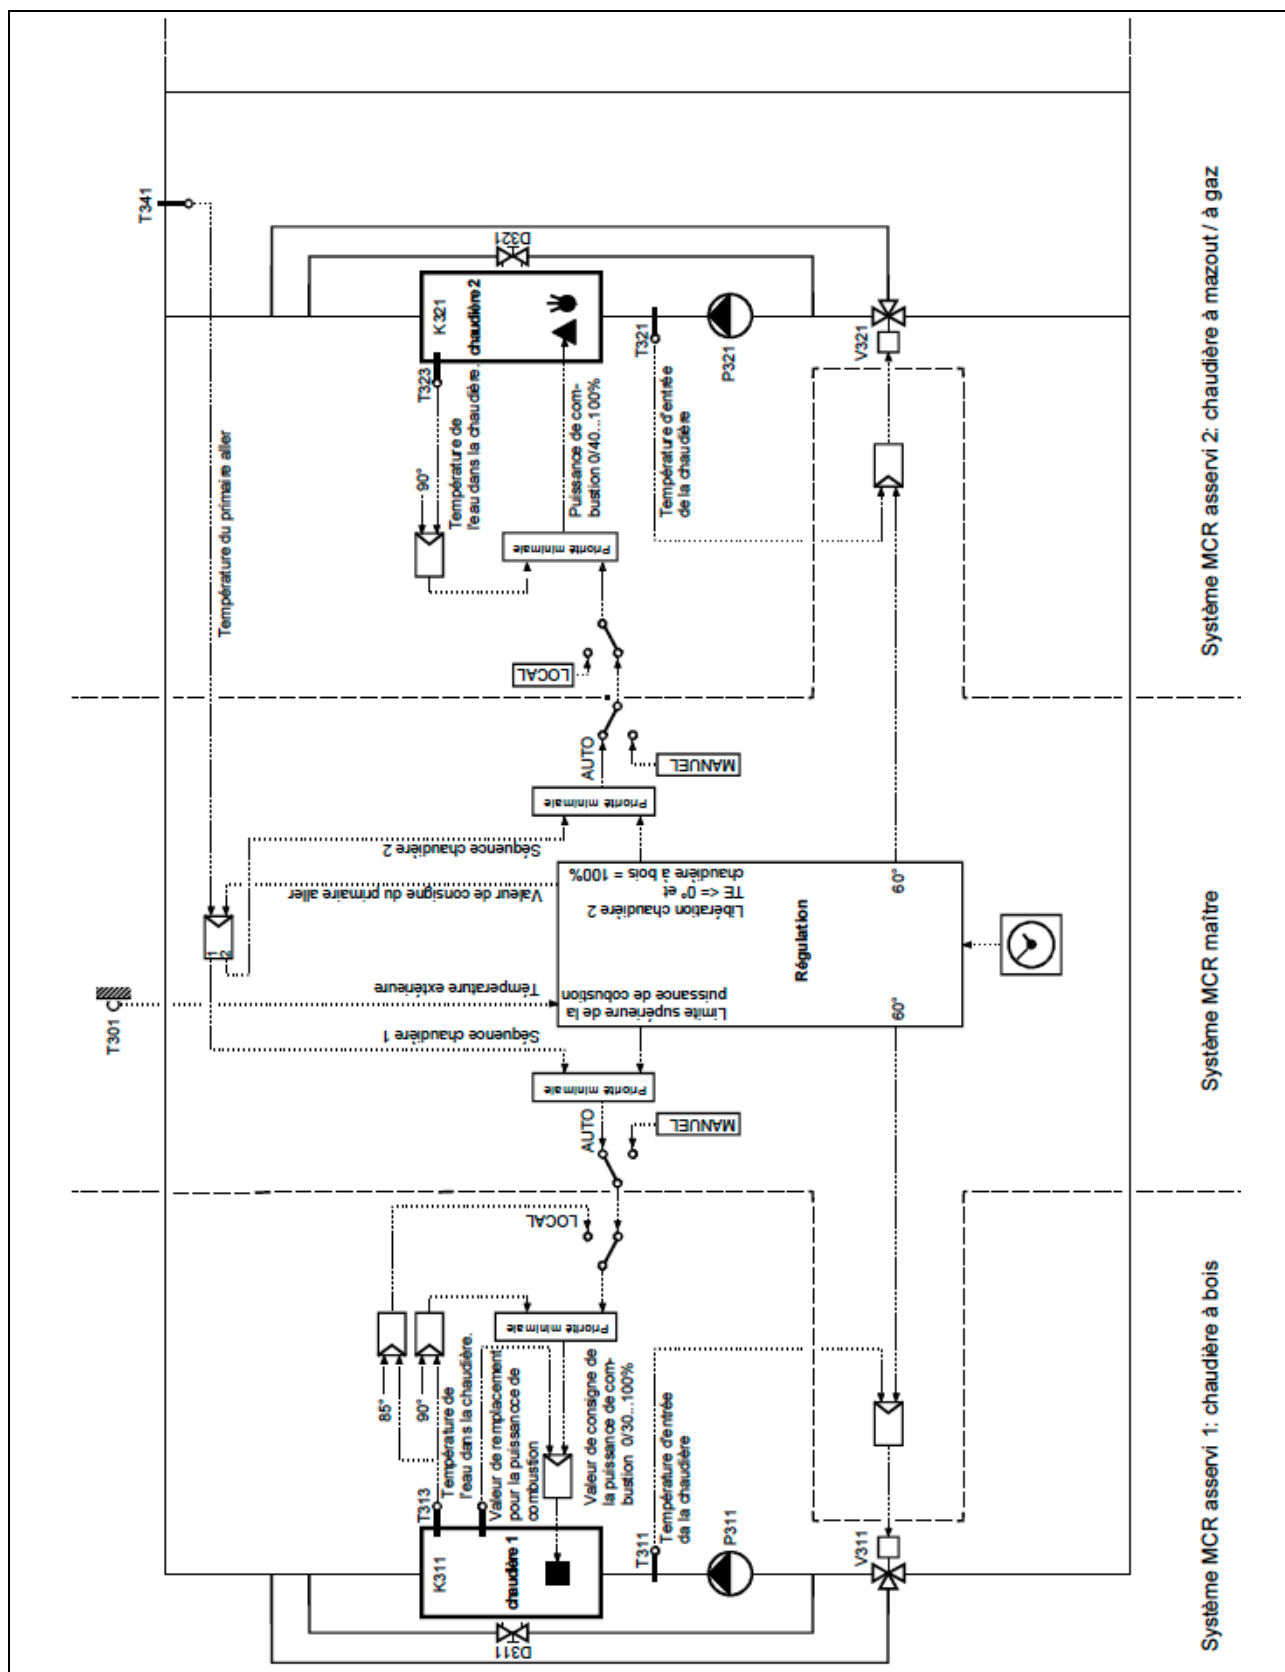 T341
Température du primaire aller
D321
K321
chaudière 2
T323
90°
Température de
l'eau dans la chaudière.
Puissance de com-
bustion 0/40...100%
T321
Température d'entrée
de la chaudière
P321
V321
Priorité minimale
LOCAL
Système MCR asservi 2: chaudière à mazout / à gaz
AUTO
MANUEL
Priorité minimale
Séquence chaudière 2
Valeur de consigne du primaire aller
1
2
Témperature extérieure
Séquence chaudière 1
T301
Libération chaudière 2
TE <= 0° et
chaudière à bois = 100%
Régulation
Limite supérieure de la
puissance de cobustion
60°
60°
Priorité minimale
AUTO
MANUEL
Système MCR maître
LOCAL
85°
90°
Priorité minimale
T313
Température de
l'eau dans la chaudière.
Valeur de remplacement
pour la puissancce de
combustion
Valeur de consigne de
la puissance de com-
bustion 0/30...100%
K311
chaudière 1
D311
T311
Température d'entrée
da la chaudière
P311
V311
Système MCR asservi 1: chaudière à bois